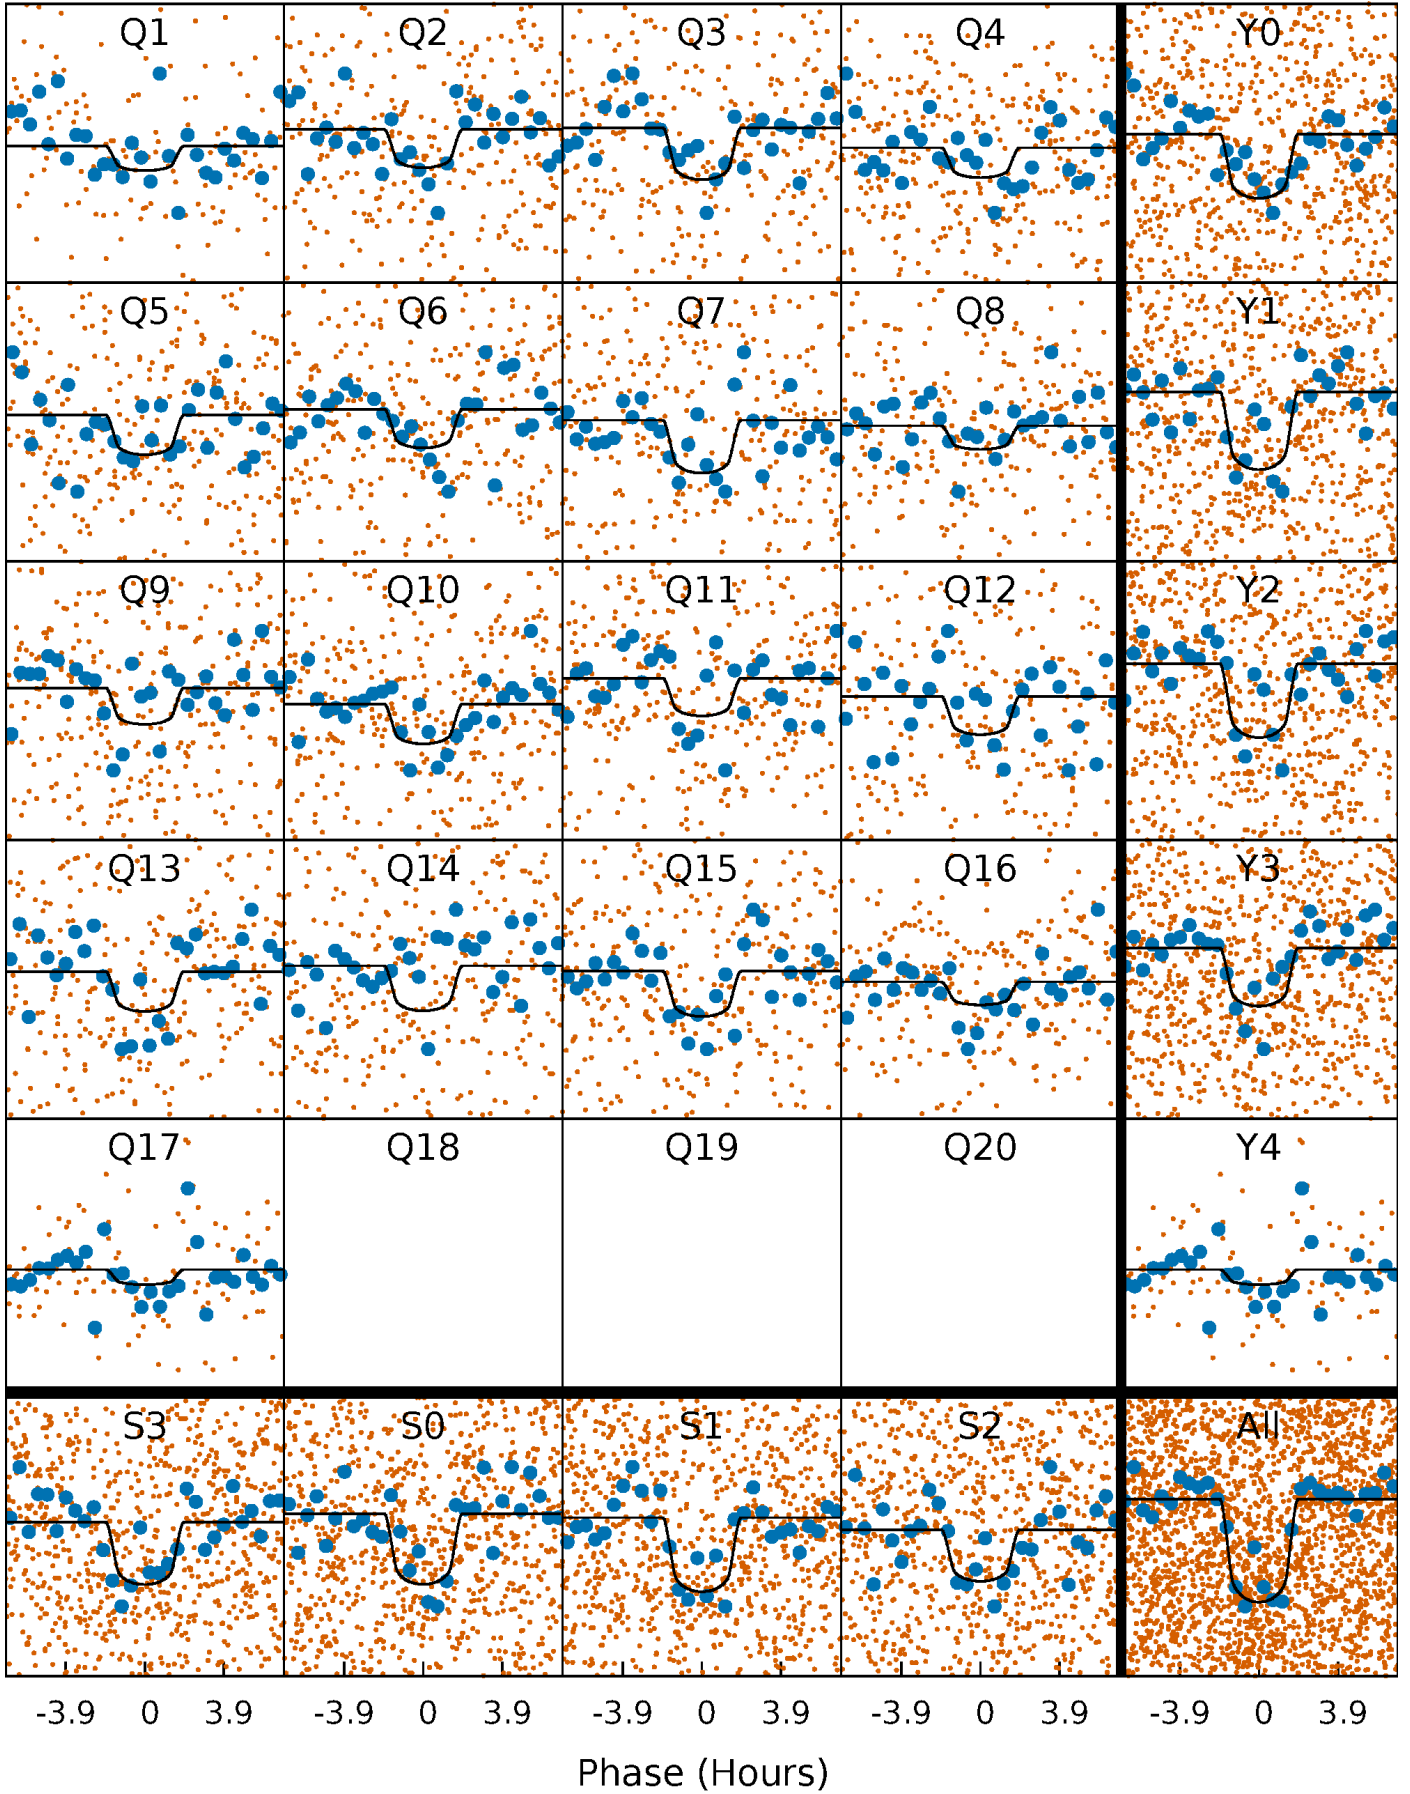 Q1 Q2 Q3 Q4 Y0
Q5 Q6 Q7 Q8 Y1
Q9 Q10 Q11 Q12 Y2
Q13 Q14 Q15 Q16 Y3
Q17 Q18 Q19 Q20 Y4
S3 S0 S1 S2 All
-3.9 0 3.9 -3.9 0 3.9 -3.9 0 3.9 -3.9 0 3.9 -3.9 0 3.9
Phase (Hours)